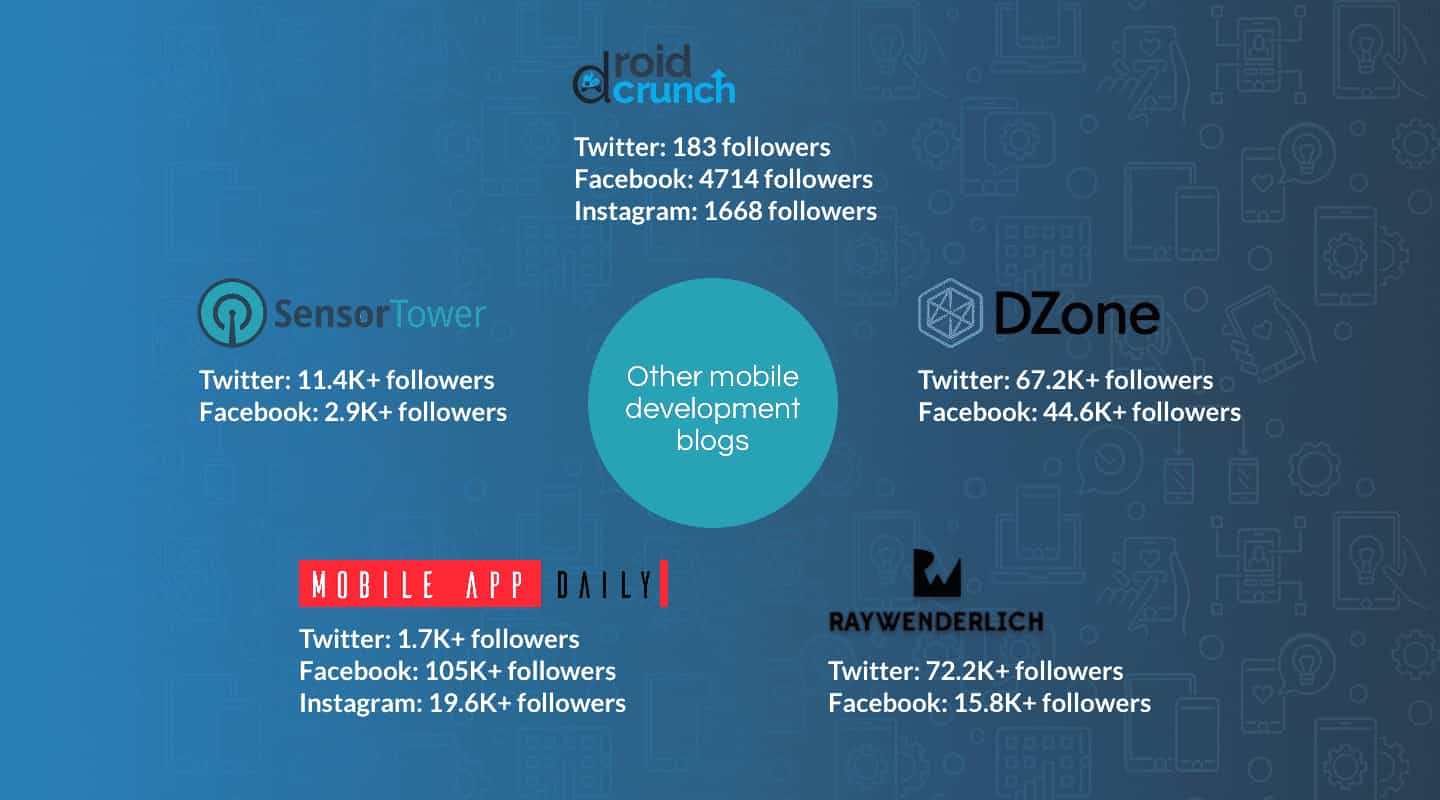 droid
crunch
Twitter: 183 followers
Facebook: 4714 followers
Instagram: 1668 followers
SensorTower
Twitter: 11.4K+ followers
Facebook: 2.9K+ followers
Other mobile
development
blogs
DZone
Twitter: 67.2K+ followers
Facebook: 44.6K+ followers
MOBILE APP DAILY
Twitter: 1.7K+ followers
Facebook: 105K+ followers
Instagram: 19.6K+ followers
RW
RAYWENDERLICH
Twitter: 72.2K+ followers
Facebook: 15.8K+ followers